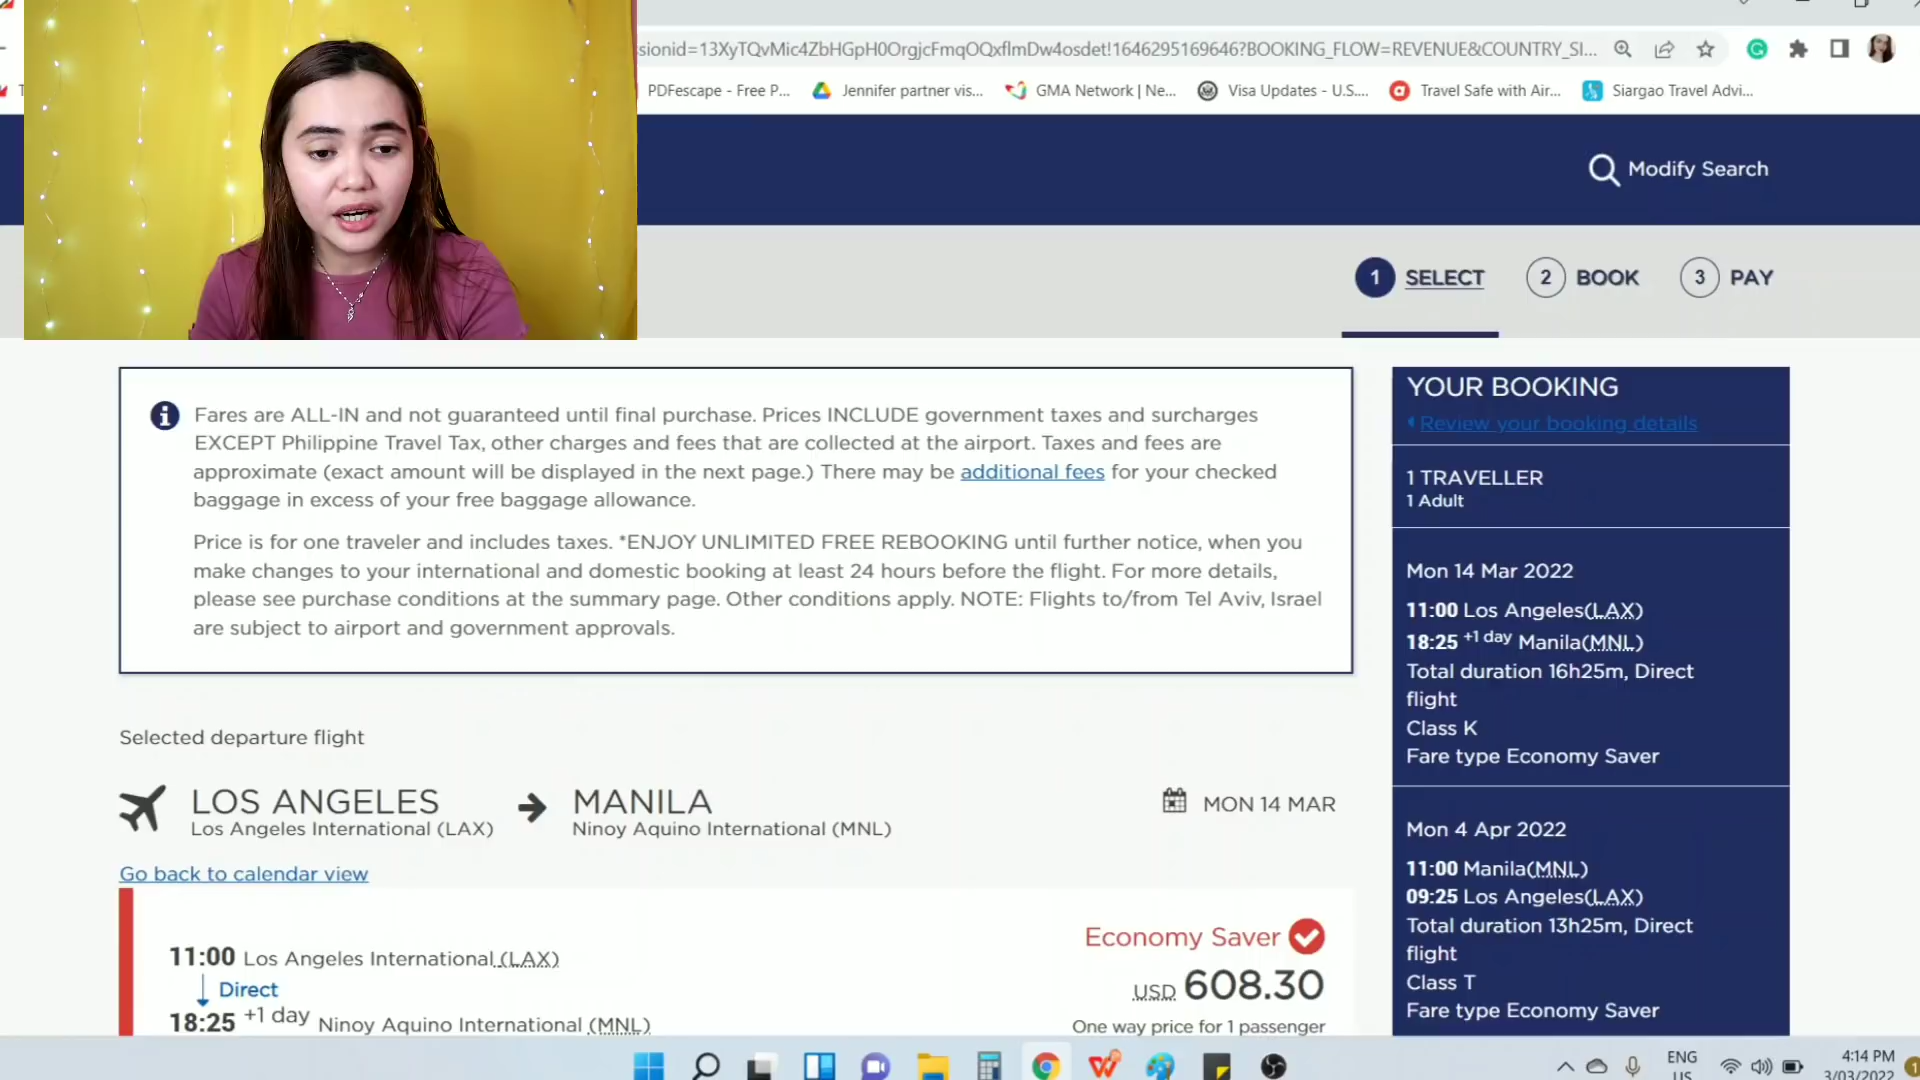 sionid=13XyTQvMic4ZbHGpH0OrgjcFmqOQxflmDw4osdet!1646295169646?BOOKING_FLOW=REVENUE&COUNTRY_SI...
PDFescape - Free P...
Jennifer partner vis...
GMA Network | Ne...
Visa Updates - U.S....
Travel Safe with Air...
Siargao Travel Advi...
Modify Search
1 SELECT
2 BOOK
3 PAY
Fares are ALL-IN and not guaranteed until final purchase. Prices INCLUDE government taxes and surcharges
EXCEPT Philippine Travel Tax, other charges and fees that are collected at the airport. Taxes and fees are
approximate (exact amount will be displayed in the next page.) There may be additional fees for your checked
baggage in excess of your free baggage allowance.
Price is for one traveler and includes taxes. *ENJOY UNLIMITED FREE REBOOKING until further notice, when you
make changes to your international and domestic booking at least 24 hours before the flight. For more details,
please see purchase conditions at the summary page. Other conditions apply. NOTE: Flights to/from Tel Aviv, Israel
are subject to airport and government approvals.
Selected departure flight
LOS ANGELES
Los Angeles International (LAX)
MANILA
Ninoy Aquino International (MNL)
MON 14 MAR
Go back to calendar view
11:00 Los Angeles International (LAX)
Direct
18:25 +1 day Ninoy Aquino International (MNL)
Economy Saver
USD 608.30
One way price for 1 passenger
YOUR BOOKING
Review your booking details
1 TRAVELLER
1 Adult
Mon 14 Mar 2022
11:00 Los Angeles(LAX)
18:25 +1 day Manila(MNL)
Total duration 16h25m, Direct
flight
Class K
Fare type Economy Saver
Mon 4 Apr 2022
11:00 Manila(MNL)
09:25 Los Angeles(LAX)
Total duration 13h25m, Direct
flight
Class T
Fare type Economy Saver
ENG
US
4:14 PM
3/03/2022